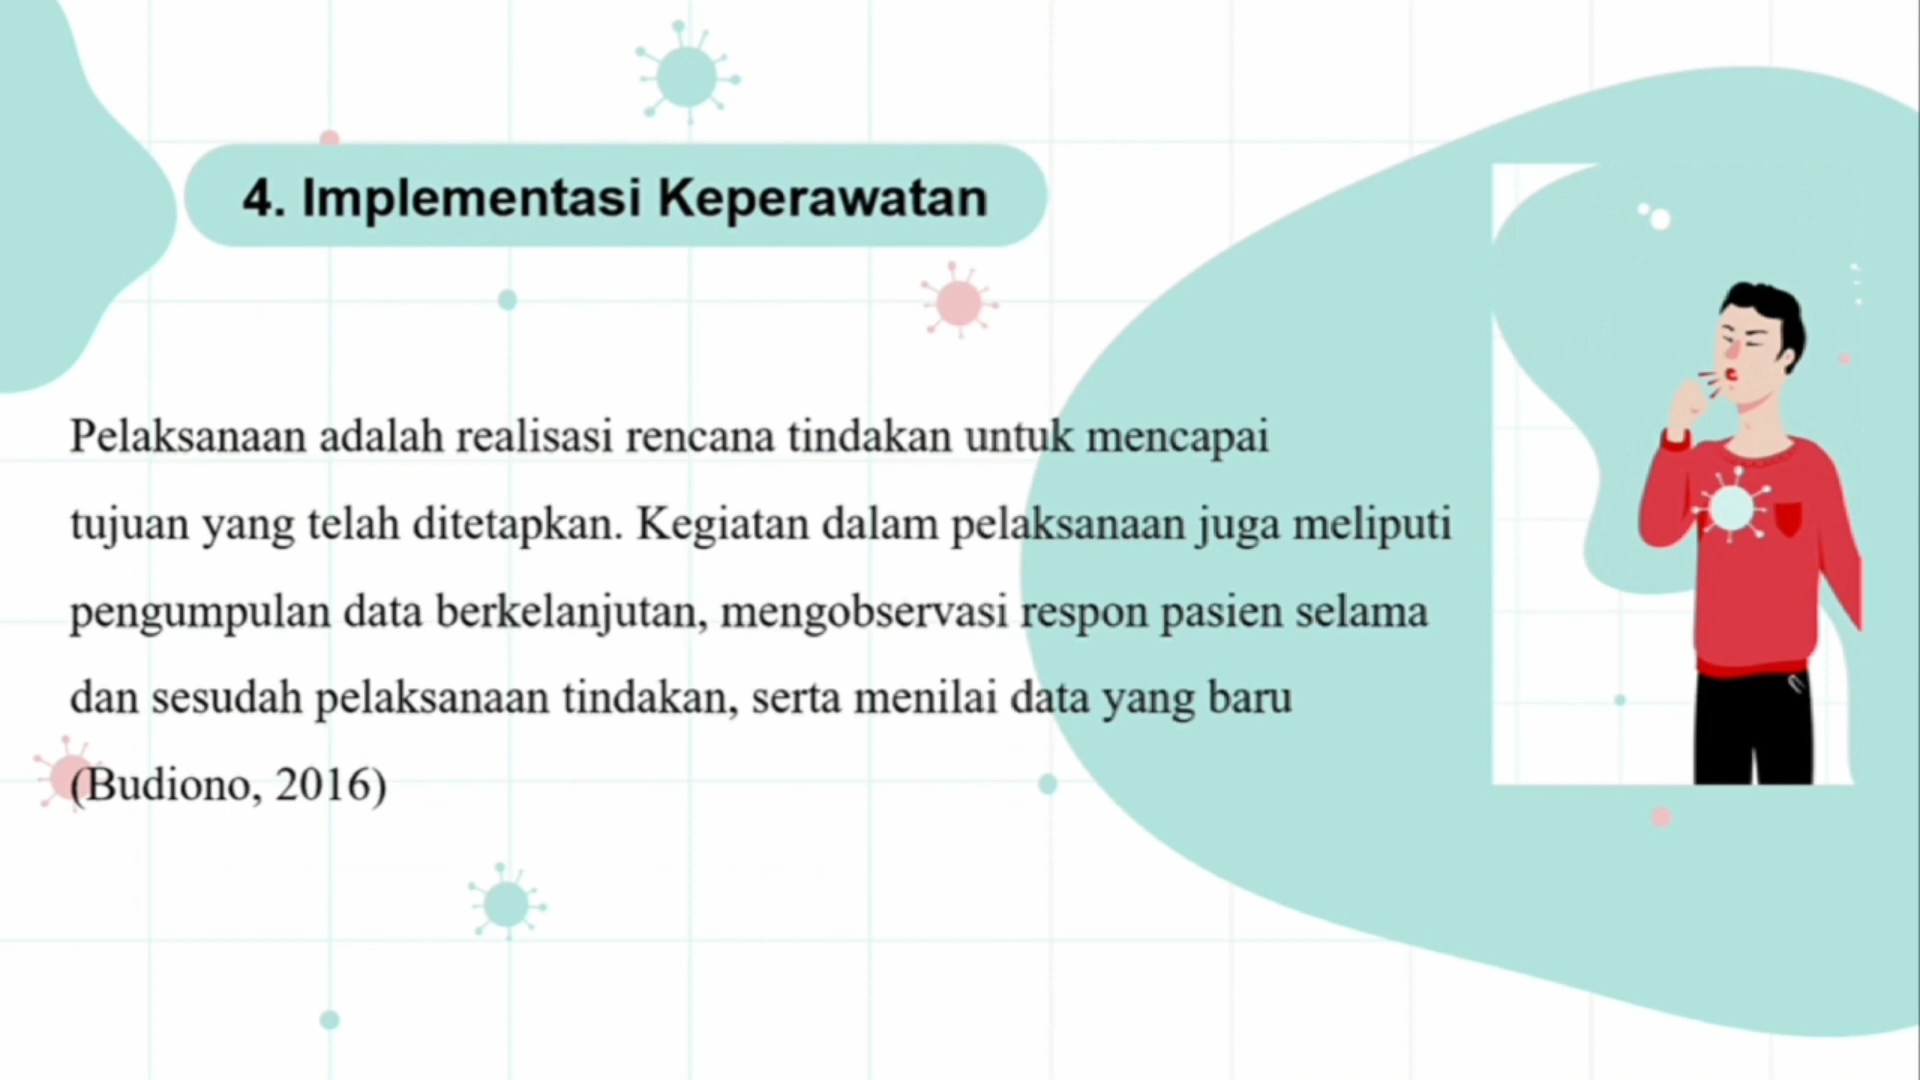 4. Implementasi Keperawatan
Pelaksanaan adalah realisasi rencana tindakan untuk mencapai
tujuan yang telah ditetapkan. Kegiatan dalam pelaksanaan juga meliputi
pengumpulan data berkelanjutan, mengobservasi respon pasien selama
dan sesudah pelaksanaan tindakan, serta menilai data yang baru
(Budiono, 2016)